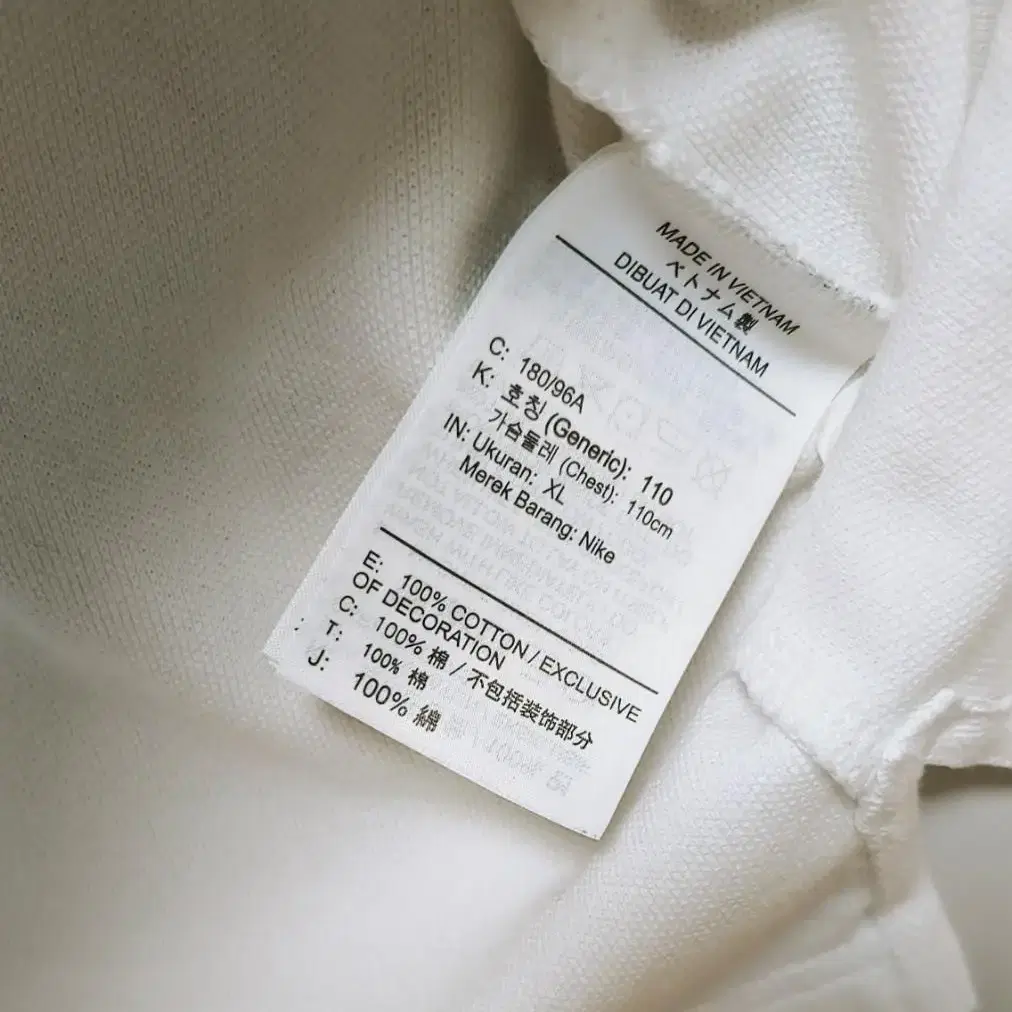 MADE IN VIETNAM
ベトナム製
DIBUAT DI VIETNAM
C: 180/96A
K: 호칭 (Generic): 110
가슴둘레 (Chest): 110cm
IN: Ukuran: XL
Merek Barang: Nike
E: 100% COTTON / EXCLUSIVE
OF DECORATION
C: 100% 棉 / 不包括装饰部分
T: 100% 棉
J: 100% 綿